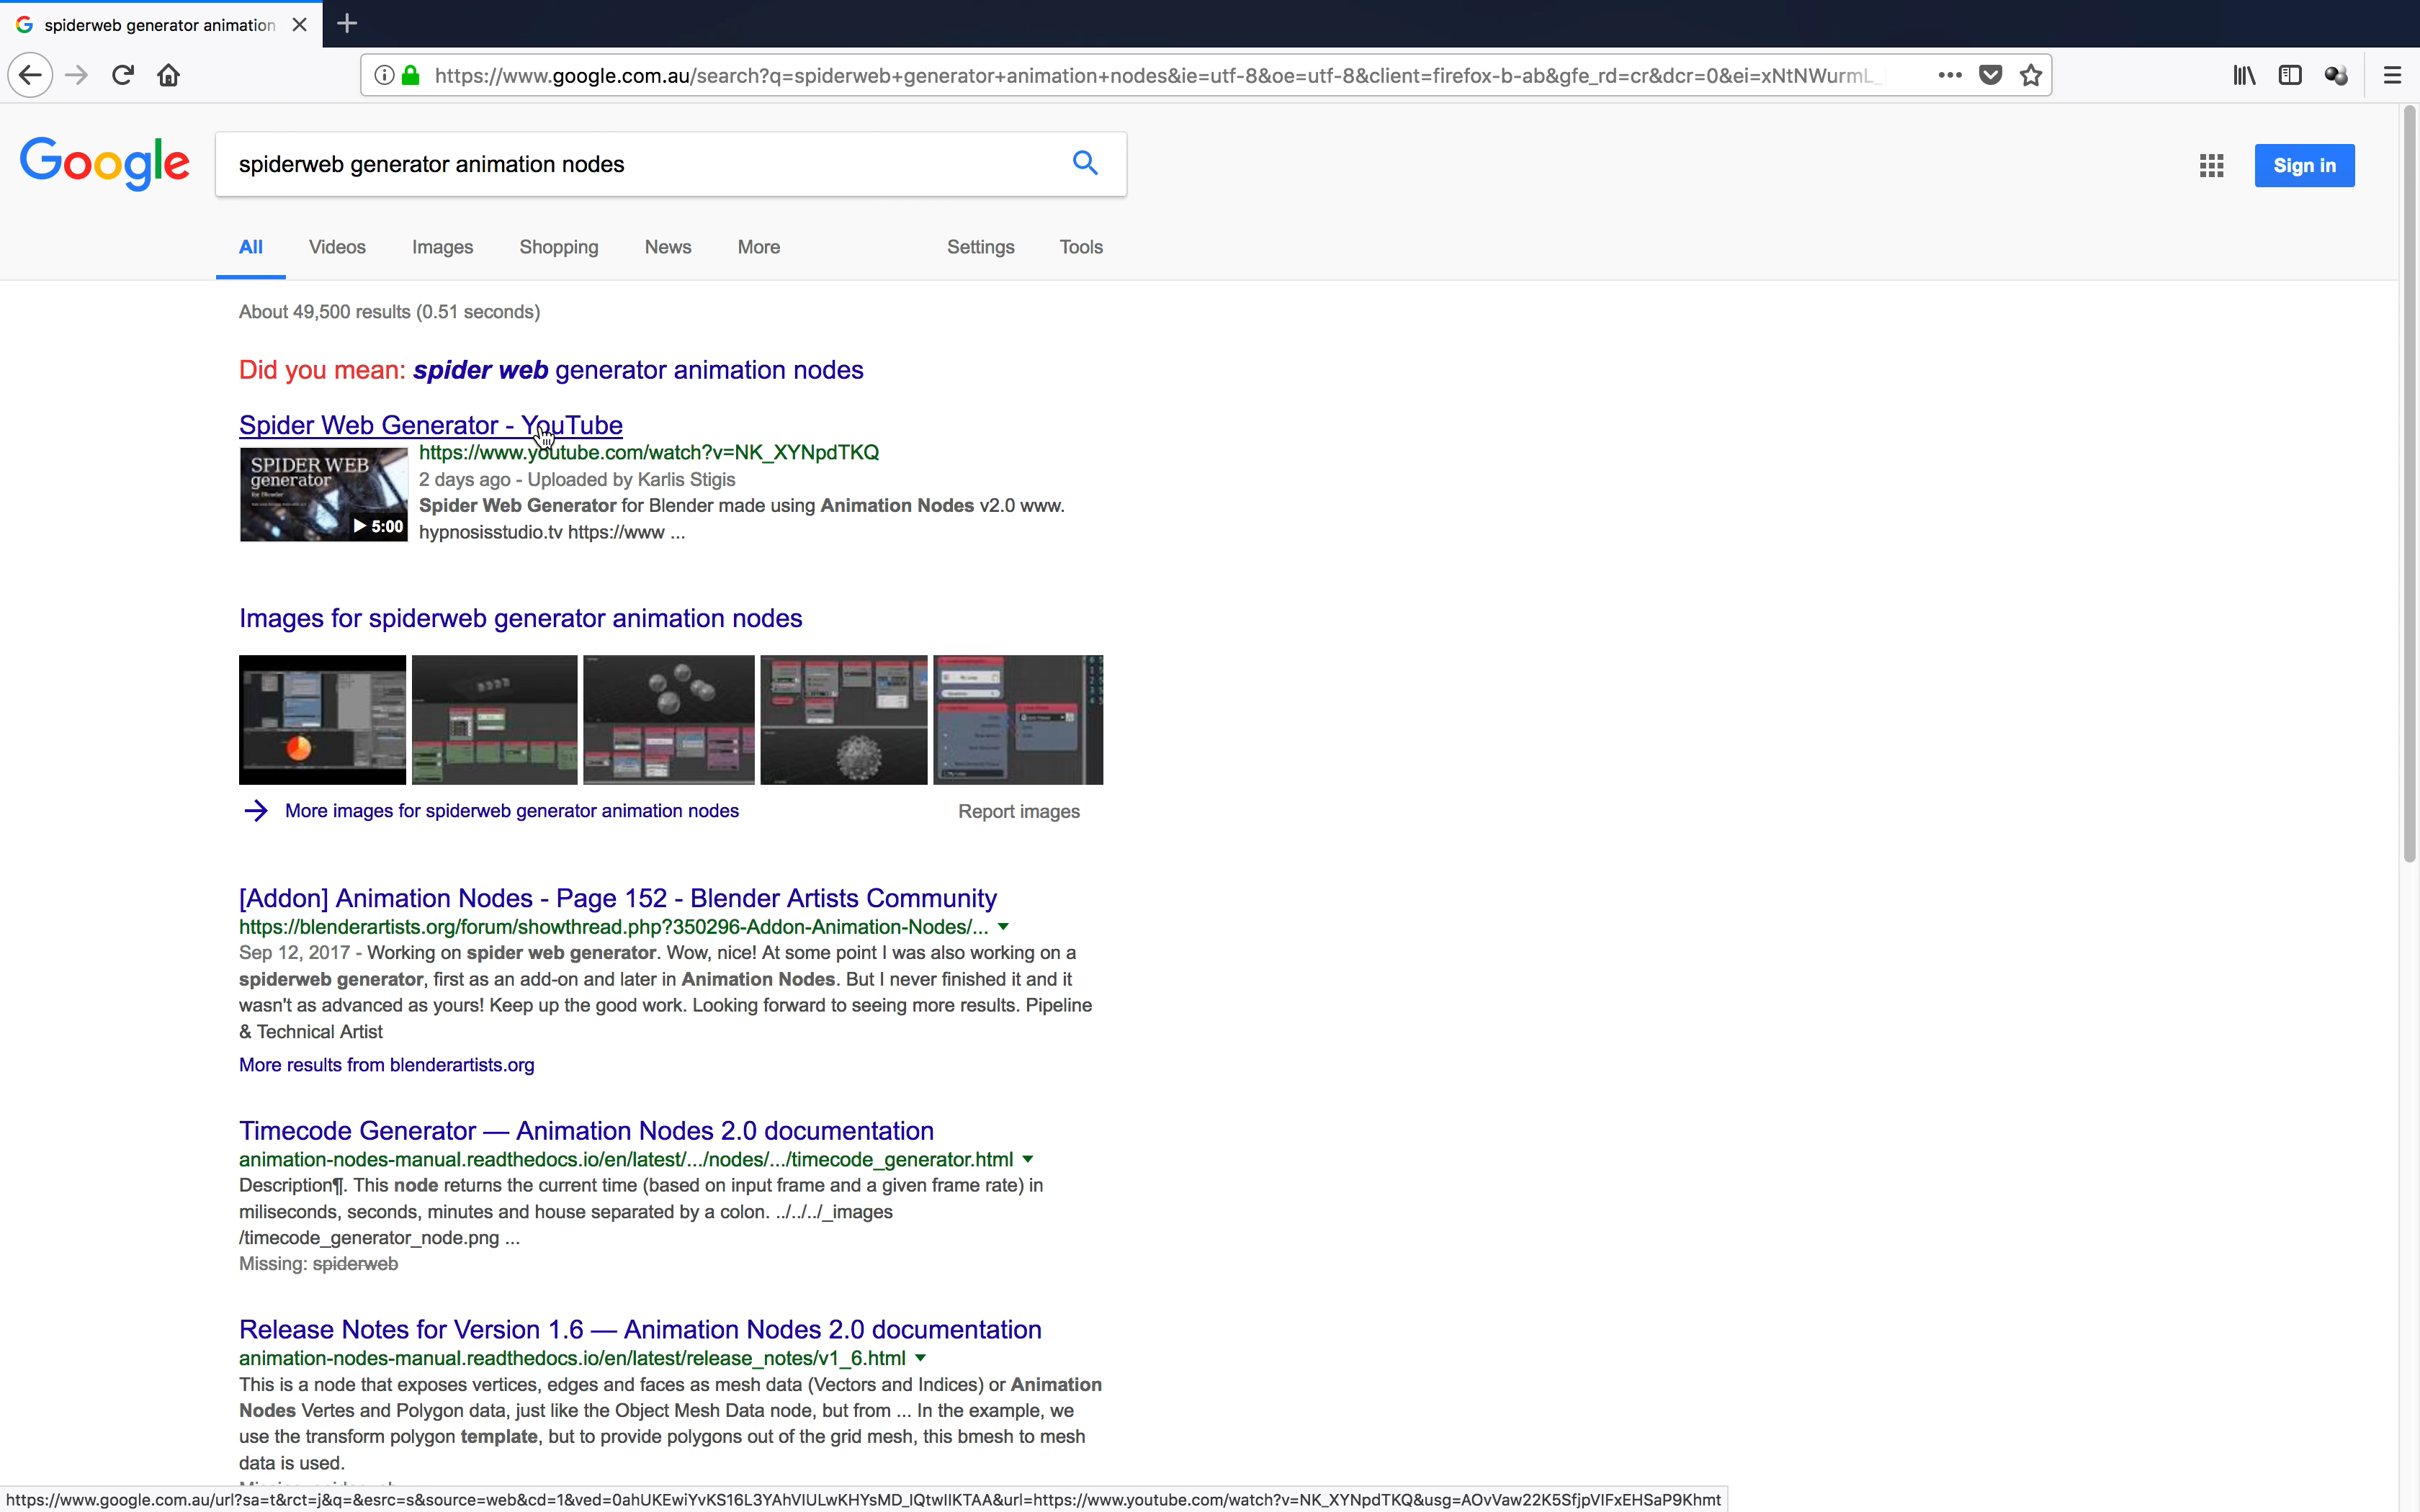 spiderweb generator animation
https://www.google.com.au/search?q=spiderweb+generator+animation+nodes&ie=utf-8&oe=utf-8&client=firefox-b-ab&gfe_rd=cr&dcr=0&ei=xNtNWurmL_
Google
spiderweb generator animation nodes
Sign in
All Videos Images Shopping News More Settings Tools
About 49,500 results (0.51 seconds)
Did you mean: spider web generator animation nodes
Spider Web Generator - YouTube
https://www.youtube.com/watch?v=NK_XYNpdTKQ
SPIDER WEB
generator
for Blender
5:00
2 days ago - Uploaded by Karlis Stigis
Spider Web Generator for Blender made using Animation Nodes v2.0 www.
hypnosisstudio.tv https://www ...
Images for spiderweb generator animation nodes
More images for spiderweb generator animation nodes
Report images
[Addon] Animation Nodes - Page 152 - Blender Artists Community
https://blenderartists.org/forum/showthread.php?350296-Addon-Animation-Nodes/...
Sep 12, 2017 - Working on spider web generator. Wow, nice! At some point I was also working on a
spiderweb generator, first as an add-on and later in Animation Nodes. But I never finished it and it
wasn't as advanced as yours! Keep up the good work. Looking forward to seeing more results. Pipeline
& Technical Artist
More results from blenderartists.org
Timecode Generator — Animation Nodes 2.0 documentation
animation-nodes-manual.readthedocs.io/en/latest/.../nodes/.../timecode_generator.html
Description¶. This node returns the current time (based on input frame and a given frame rate) in
miliseconds, seconds, minutes and house separated by a colon. ../../../_images
/timecode_generator_node.png ...
Missing: spiderweb
Release Notes for Version 1.6 — Animation Nodes 2.0 documentation
animation-nodes-manual.readthedocs.io/en/latest/release_notes/v1_6.html
This is a node that exposes vertices, edges and faces as mesh data (Vectors and Indices) or Animation
Nodes Vertes and Polygon data, just like the Object Mesh Data node, but from ... In the example, we
use the transform polygon template, but to provide polygons out of the grid mesh, this bmesh to mesh
data is used.
https://www.google.com.au/url?sa=t&rct=j&q=&esrc=s&source=web&cd=1&ved=0ahUKEwiYvKS16L3YAhVIULwKHYsMD_IQtwIIKTAA&url=https://www.youtube.com/watch?v=NK_XYNpdTKQ&usg=AOvVaw22K5SfjpVIFxEHSaP9Khmt